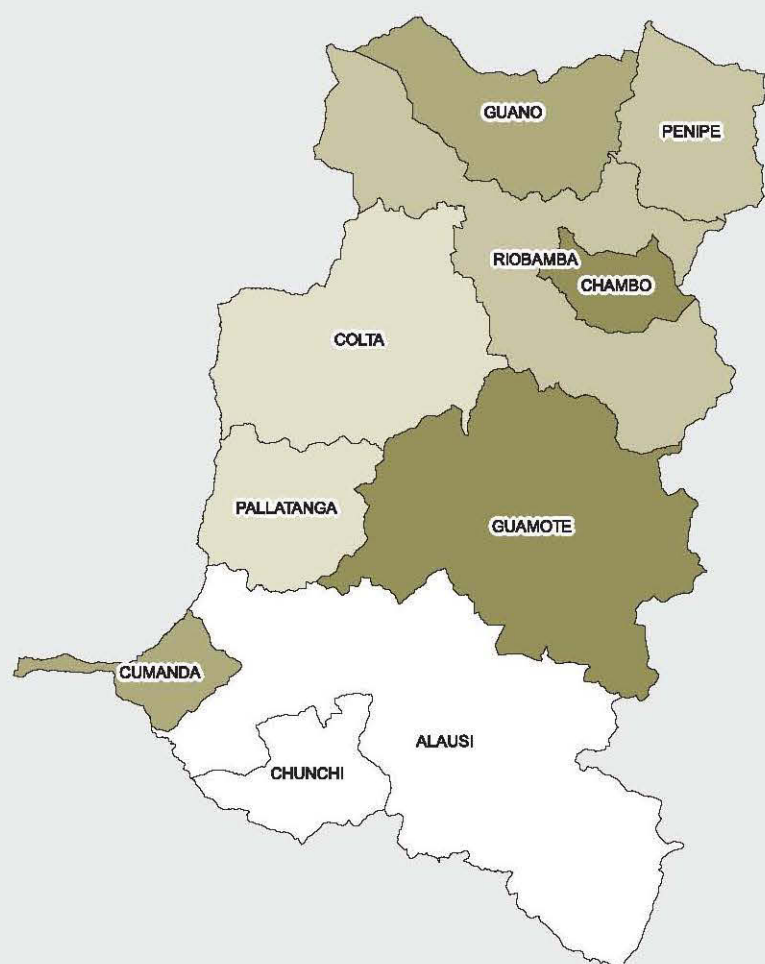 GUANO
PENIPE
RIOBAMBA
CHAMBO
COLTA
PALLATANGA
GUAMOTE
CUMANDA
ALAUSI
CHUNCHI